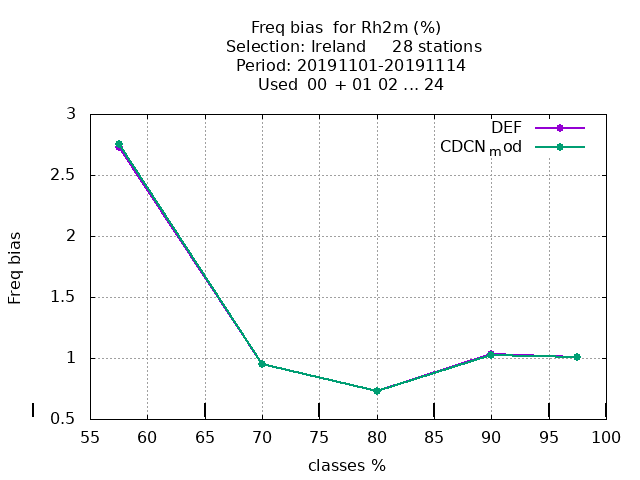 Freq bias  for Rh2m (%)
Selection: Ireland     28 stations
Period: 20191101-20191114
Used  00 + 01 02 ... 24
DEF
CDCNmod
3
2.5
2
1.5
1
0.5
Freq bias
55 60 65 70 75 80 85 90 95 100
classes %